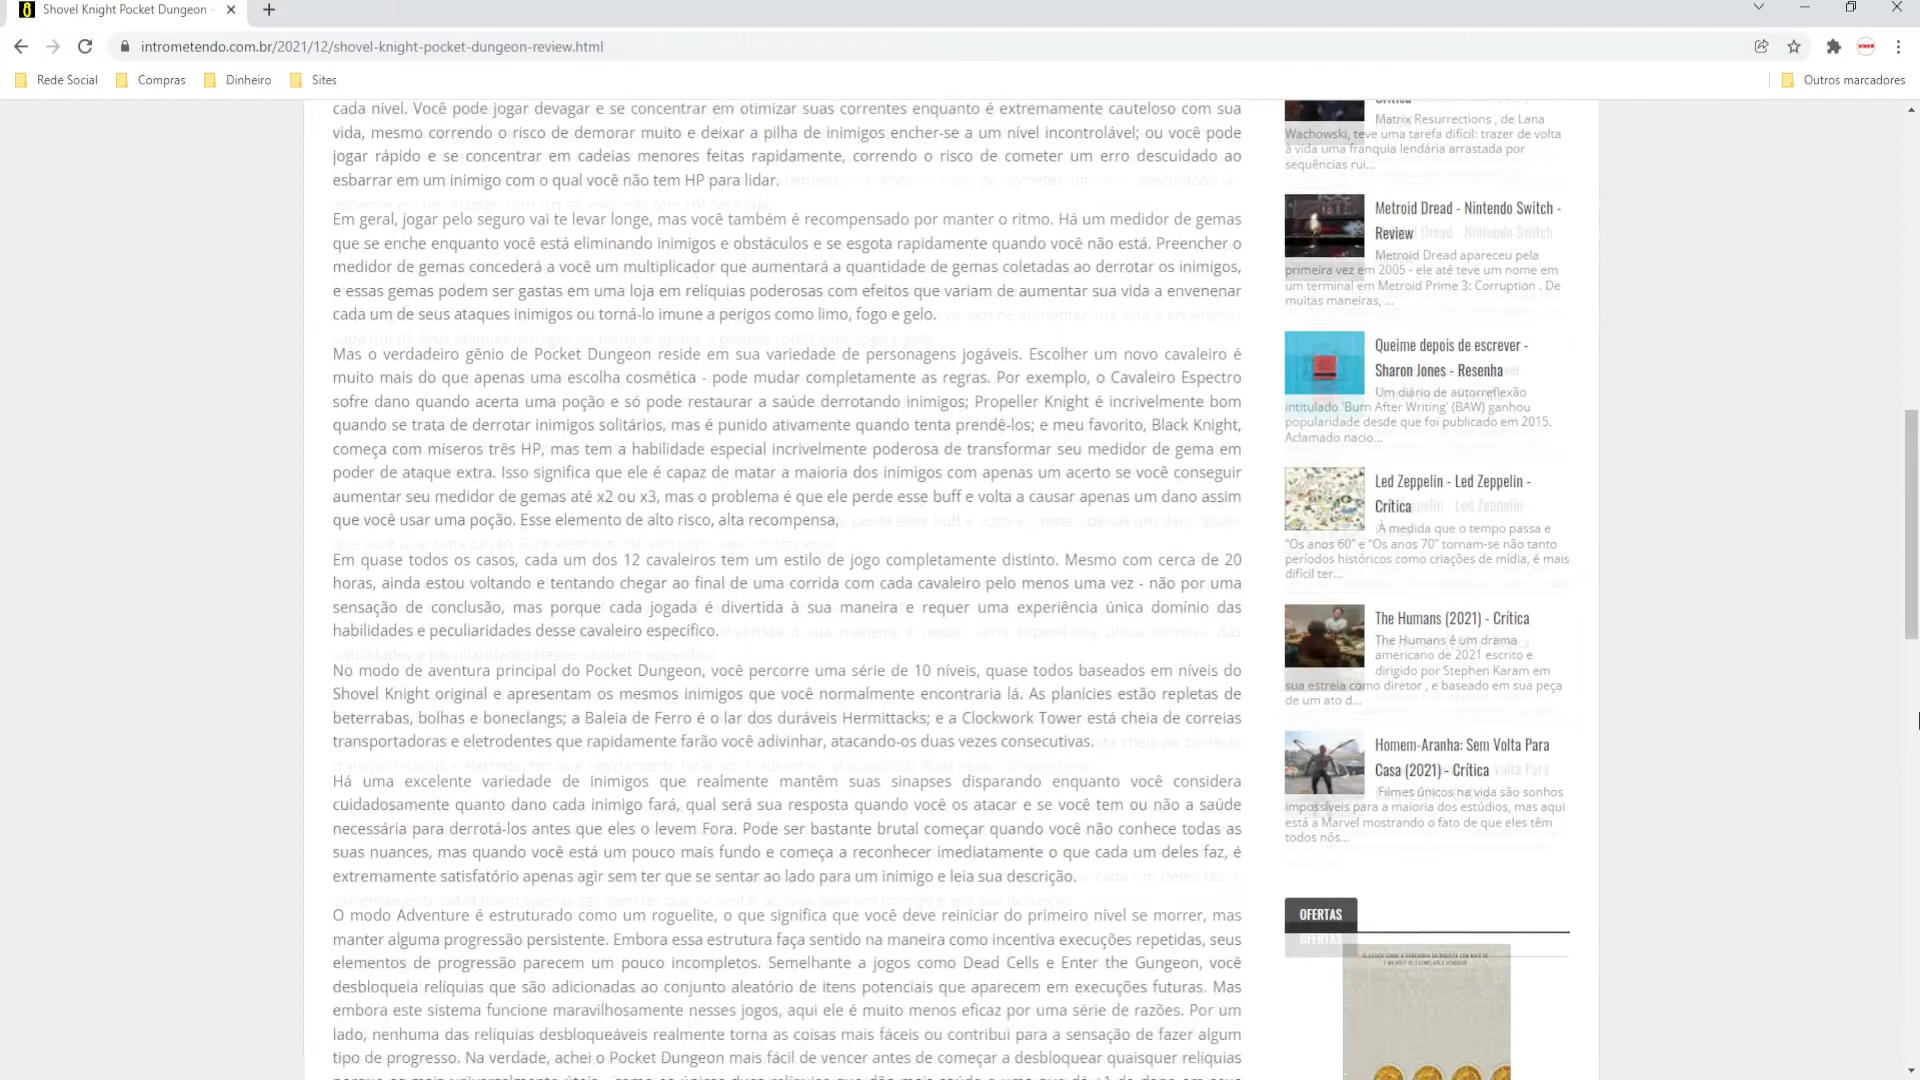 Shovel Knight Pocket Dungeon -
intrometendo.com.br/2021/12/shovel-knight-pocket-dungeon-review.html
Rede Social
Compras
Dinheiro
Sites
Outros marcadores
cada nível. Você pode jogar devagar e se concentrar em otimizar suas correntes enquanto é extremamente cauteloso com sua
vida, mesmo correndo o risco de demorar muito e deixar a pilha de inimigos encher-se a um nível incontrolável; ou você pode
jogar rápido e se concentrar em cadeias menores feitas rapidamente, correndo o risco de cometer um erro descuidado ao
esbarrar em um inimigo com o qual você não tem HP para lidar.
Em geral, jogar pelo seguro vai te levar longe, mas você também é recompensado por manter o ritmo. Há um medidor de gemas
que se enche enquanto você está eliminando inimigos e obstáculos e se esgota rapidamente quando você não está. Preencher o
medidor de gemas concederá a você um multiplicador que aumentará a quantidade de gemas coletadas ao derrotar os inimigos,
e essas gemas podem ser gastas em uma loja em relíquias poderosas com efeitos que variam de aumentar sua vida a envenenar
cada um de seus ataques inimigos ou torná-lo imune a perigos como limo, fogo e gelo.
Mas o verdadeiro gênio de Pocket Dungeon reside em sua variedade de personagens jogáveis. Escolher um novo cavaleiro é
muito mais do que apenas uma escolha cosmética - pode mudar completamente as regras. Por exemplo, o Cavaleiro Espectro
sofre dano quando acerta uma poção e só pode restaurar a saúde derrotando inimigos; Propeller Knight é incrivelmente bom
quando se trata de derrotar inimigos solitários, mas é punido ativamente quando tenta prendê-los; e meu favorito, Black Knight,
começa com míseros três HP, mas tem a habilidade especial incrivelmente poderosa de transformar seu medidor de gema em
poder de ataque extra. Isso significa que ele é capaz de matar a maioria dos inimigos com apenas um acerto se você conseguir
aumentar seu medidor de gemas até x2 ou x3, mas o problema é que ele perde esse buff e volta a causar apenas um dano assim
que você usar uma poção. Esse elemento de alto risco, alta recompensa,
Em quase todos os casos, cada um dos 12 cavaleiros tem um estilo de jogo completamente distinto. Mesmo com cerca de 20
horas, ainda estou voltando e tentando chegar ao final de uma corrida com cada cavaleiro pelo menos uma vez - não por uma
sensação de conclusão, mas porque cada jogada é divertida à sua maneira e requer uma experiência única domínio das
habilidades e peculiaridades desse cavaleiro específico.
No modo de aventura principal do Pocket Dungeon, você percorre uma série de 10 níveis, quase todos baseados em níveis do
Shovel Knight original e apresentam os mesmos inimigos que você normalmente encontraria lá. As planícies estão repletas de
beterrabas, bolhas e boneclangs; a Baleia de Ferro é o lar dos duráveis Hermittacks; e a Clockwork Tower está cheia de correias
transportadoras e eletrodentes que rapidamente farão você adivinhar, atacando-os duas vezes consecutivas.
Há uma excelente variedade de inimigos que realmente mantêm suas sinapses disparando enquanto você considera
cuidadosamente quanto dano cada inimigo fará, qual será sua resposta quando você os atacar e se você tem ou não a saúde
necessária para derrotá-los antes que eles o levem Fora. Pode ser bastante brutal começar quando você não conhece todas as
suas nuances, mas quando você está um pouco mais fundo e começa a reconhecer imediatamente o que cada um deles faz, é
extremamente satisfatório apenas agir sem ter que se sentar ao lado para um inimigo e leia sua descrição.
O modo Adventure é estruturado como um roguelite, o que significa que você deve reiniciar do primeiro nível se morrer, mas
manter alguma progressão persistente. Embora essa estrutura faça sentido na maneira como incentiva execuções repetidas, seus
elementos de progressão parecem um pouco incompletos. Semelhante a jogos como Dead Cells e Enter the Gungeon, você
desbloqueia relíquias que são adicionadas ao conjunto aleatório de itens potenciais que aparecem em execuções futuras. Mas
embora este sistema funcione maravilhosamente nesses jogos, aqui ele é muito menos eficaz por uma série de razões. Por um
lado, nenhuma das relíquias desbloqueáveis realmente torna as coisas mais fáceis ou contribui para a sensação de fazer algum
tipo de progresso. Na verdade, achei o Pocket Dungeon mais fácil de vencer antes de começar a desbloquear quaisquer relíquias
Crítica
Matrix Resurrections , de Lana
Wachowski, teve uma tarefa difícil: trazer de volta
à vida uma franquia lendária arrastada por
sequências rui...
Metroid Dread - Nintendo Switch -
Review
Metroid Dread apareceu pela
primeira vez em 2005 - ele até teve um nome em
um terminal em Metroid Prime 3: Corruption . De
muitas maneiras, ...
Queime depois de escrever -
Sharon Jones - Resenha
Um diário de autorreflexão
intitulado 'Burn After Writing' (BAW) ganhou
popularidade desde que foi publicado em 2015.
Aclamado nacio...
Led Zeppelin - Led Zeppelin -
Crítica
À medida que o tempo passa e
"Os anos 60" e "Os anos 70" tornam-se não tanto
períodos históricos como criações de mídia, é mais
difícil ter...
The Humans (2021) - Crítica
The Humans é um drama
americano de 2021 escrito e
dirigido por Stephen Karam em
sua estreia como diretor , e baseado em sua peça
de um ato d...
Homem-Aranha: Sem Volta Para
Casa (2021) - Crítica
Filmes únicos na vida são sonhos
impossíveis para a maioria dos estúdios, mas aqui
está a Marvel mostrando o fato de que eles têm
todos nós...
OFERTAS